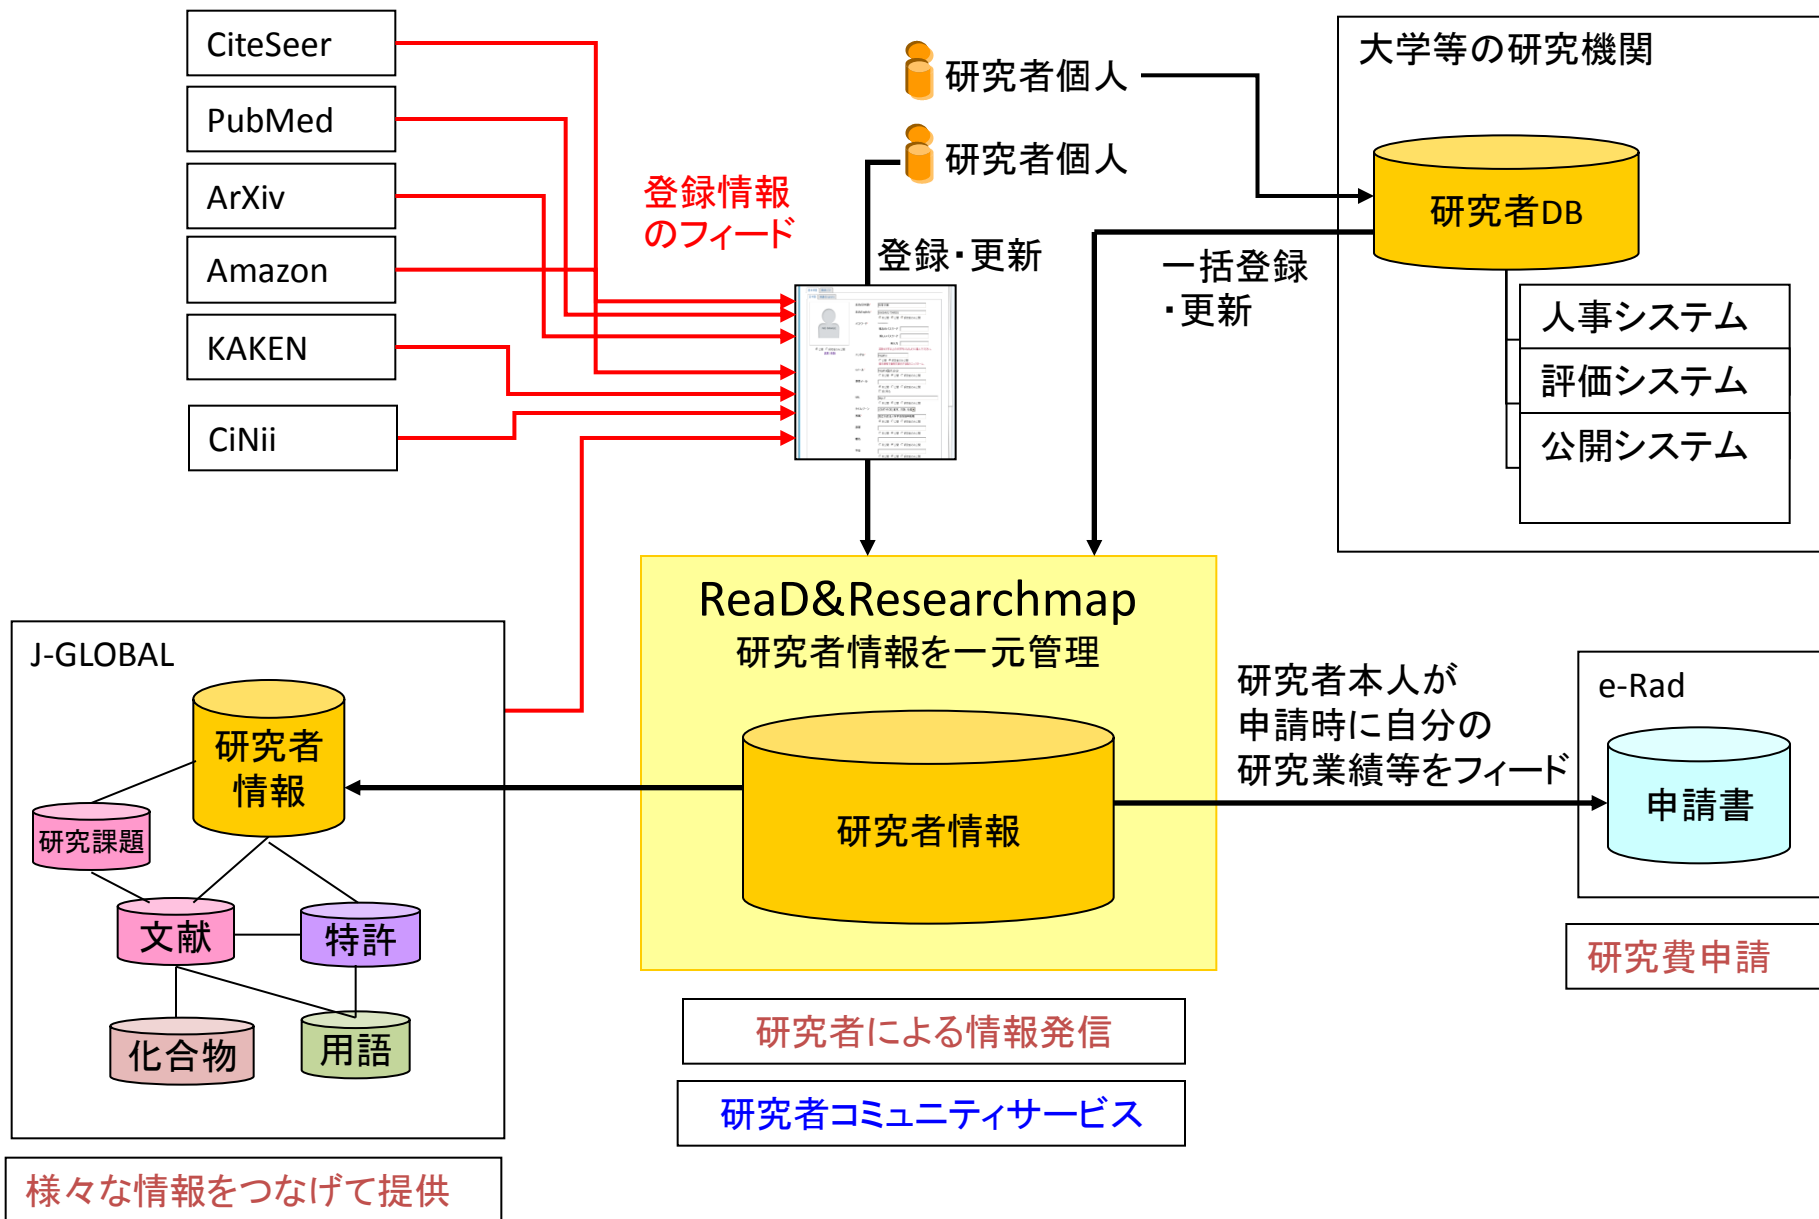 CiteSeer
PubMed
ArXiv
Amazon
KAKEN
CiNii
登録情報
のフィード
研究者個人
研究者個人
登録・更新
一括登録
・更新
大学等の研究機関
研究者DB
人事システム
評価システム
公開システム
ReaD&Researchmap
研究者情報を一元管理
研究者情報
J-GLOBAL
研究者
情報
研究課題
文献
特許
化合物
用語
様々な情報をつなげて提供
研究者による情報発信
研究者コミュニティサービス
研究者本人が
申請時に自分の
研究業績等をフィード
e-Rad
申請書
研究費申請